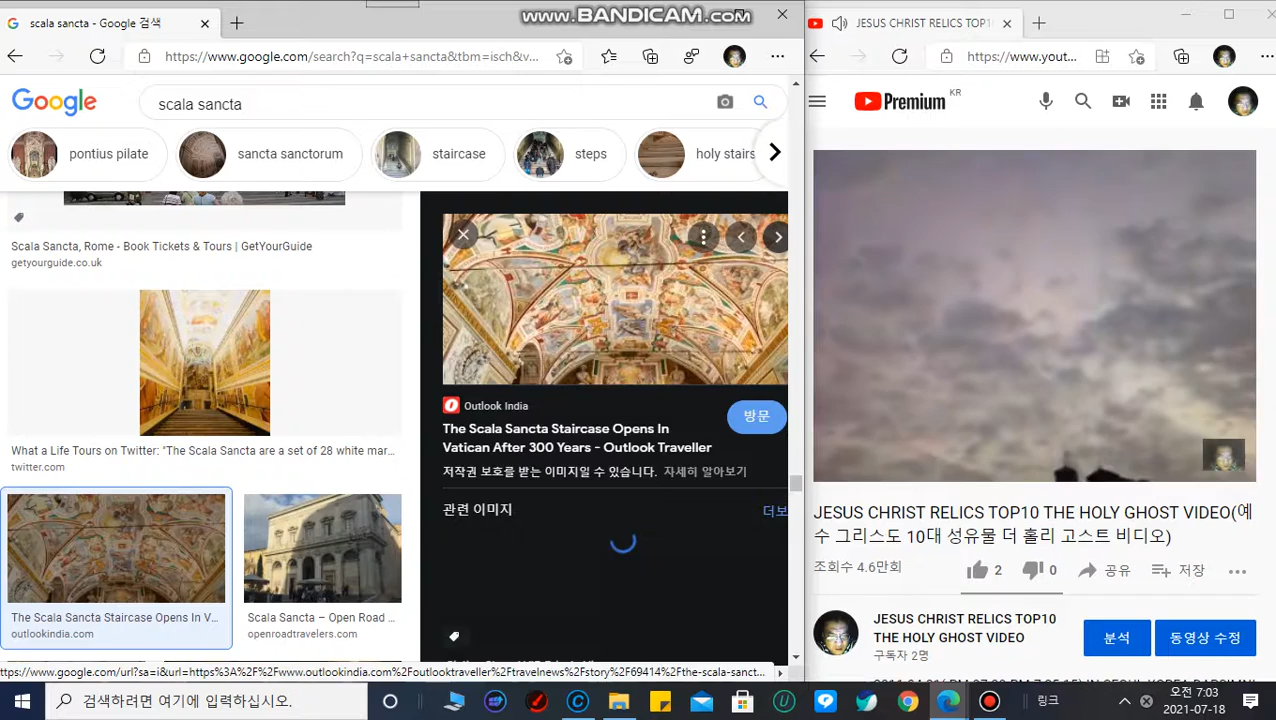 scala sancta - Google 검색
www.BANDICAM.com
JESUS CHRIST RELICS TOP1
https://www.google.com/search?q=scala+sancta&tbm=isch&v...
https://www.yout...
Google
scala sancta
Premium KR
pontius pilate
sancta sanctorum
staircase
steps
holy stairs
Scala Sancta, Rome - Book Tickets & Tours | GetYourGuide
getyourguide.co.uk
What a Life Tours on Twitter: "The Scala Sancta are a set of 28 white mar...
twitter.com
The Scala Sancta Staircase Opens In V...
outlookindia.com
Scala Sancta – Open Road ...
openroadtravelers.com
Outlook India
The Scala Sancta Staircase Opens In
Vatican After 300 Years - Outlook Traveller
방문
저작권 보호를 받는 이미지일 수 있습니다. 자세히 알아보기
관련 이미지
더보
https://www.google.com/url?sa=i&url=https%3A%2F%2Fwww.outlookindia.com%2Foutlooktraveller%2Ftravelnews%2Fstory%2F69414%2Fthe-scala-sanct...
JESUS CHRIST RELICS TOP10 THE HOLY GHOST VIDEO(예
수 그리스도 10대 성유물 더 홀리 고스트 비디오)
조회수 4.6만회
2
0
공유
저장
JESUS CHRIST RELICS TOP10
THE HOLY GHOST VIDEO
구독자 2명
분석
동영상 수정
검색하려면 여기에 입력하십시오.
링크
오전 7:03
2021-07-18